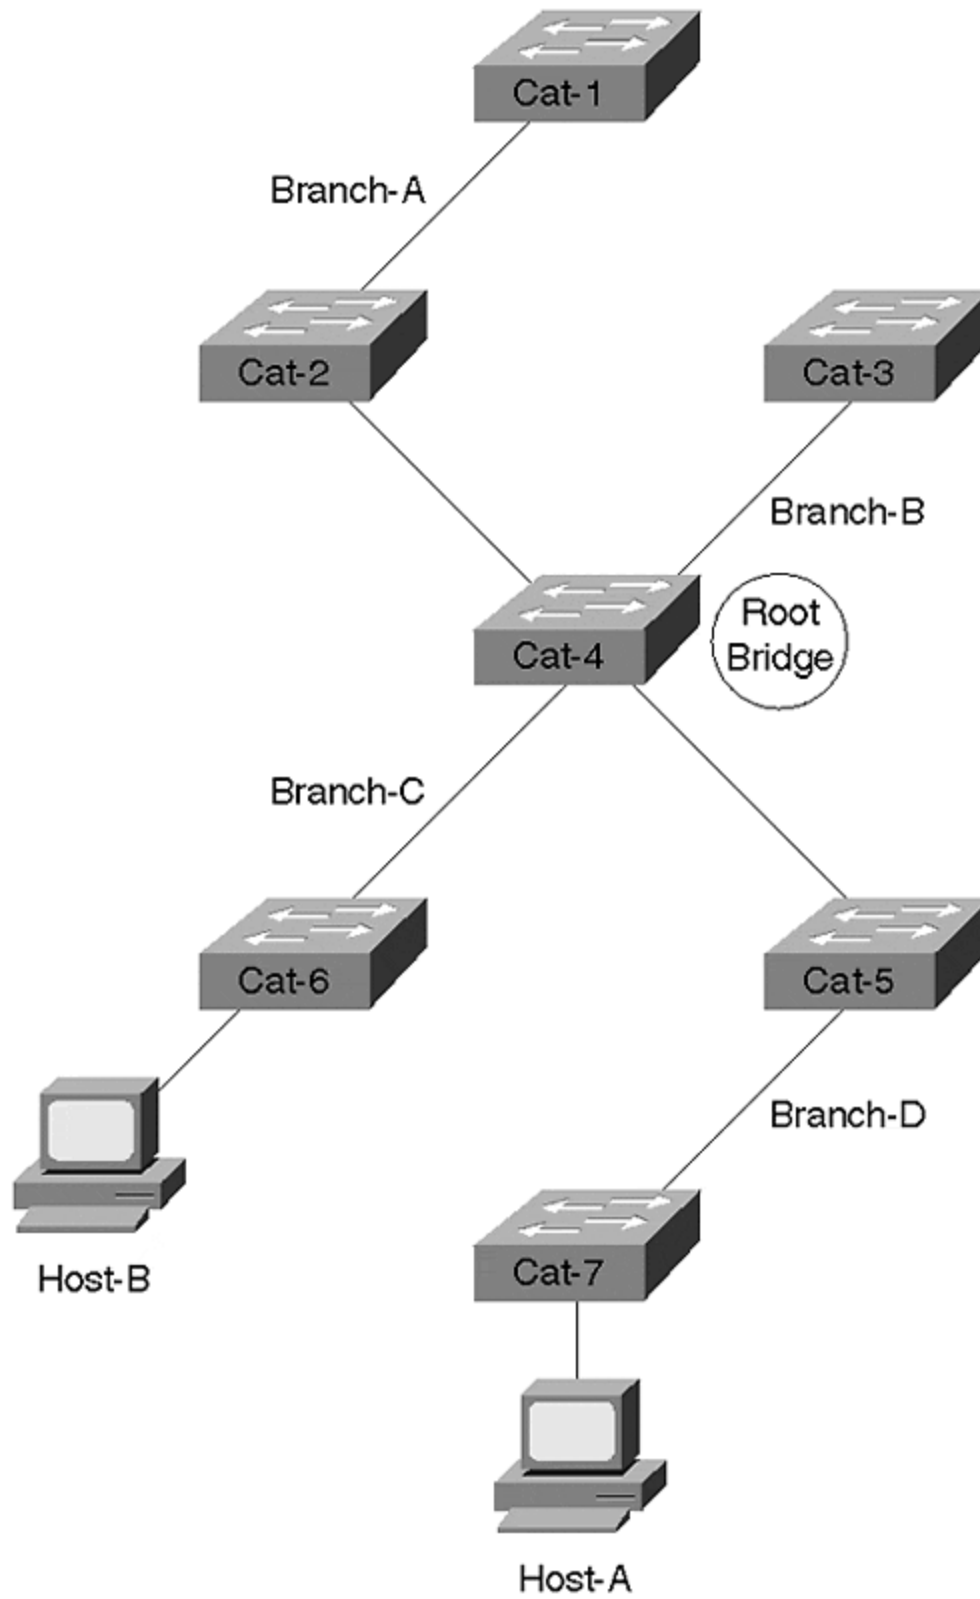 Cat-1
Branch-A
Cat-2
Cat-3
Branch-B
Root
Bridge
Cat-4
Branch-C
Cat-6
Cat-5
Branch-D
Host-B
Cat-7
Host-A